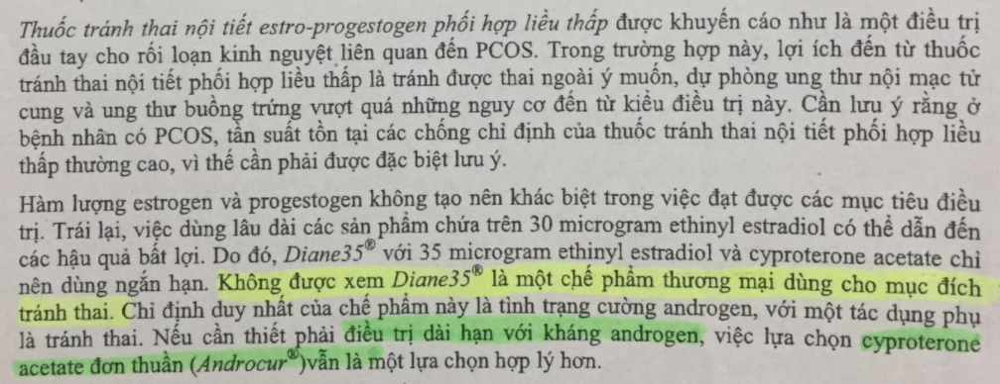 Thuốc tránh thai nội tiết estro-progestogen phối hợp liều thấp được khuyến cáo như là một điều trị
đầu tay cho rối loạn kinh nguyệt liên quan đến PCOS. Trong trường hợp này, lợi ích đến từ thuốc
tránh thai nội tiết phối hợp liều thấp là tránh được thai ngoài ý muốn, dự phòng ung thư nội mạc tử
cung và ung thư buồng trứng vượt quá những nguy cơ đến từ kiểu điều trị này. Cần lưu ý rằng ở
bệnh nhân có PCOS, tần suất tồn tại các chống chỉ định của thuốc tránh thai nội tiết phối hợp liều
thấp thường cao, vì thế cần phải được đặc biệt lưu ý.
Hàm lượng estrogen và progestogen không tạo nên khác biệt trong việc đạt được các mục tiêu điều
trị. Trái lại, việc dùng lâu dài các sản phẩm chứa trên 30 microgram ethinyl estradiol có thể dẫn đến
các hậu quả bất lợi. Do đó, Diane35® với 35 microgram ethinyl estradiol và cyproterone acetate chỉ
nên dùng ngắn hạn. Không được xem Diane35® là một chế phẩm thương mại dùng cho mục đích
tránh thai. Chỉ định duy nhất của chế phẩm này là tình trạng cường androgen, với một tác dụng phụ
là tránh thai. Nếu cần thiết phải điều trị dài hạn với kháng androgen, việc lựa chọn cyproterone
acetate đơn thuần (Androcur®)vẫn là một lựa chọn hợp lý hơn.